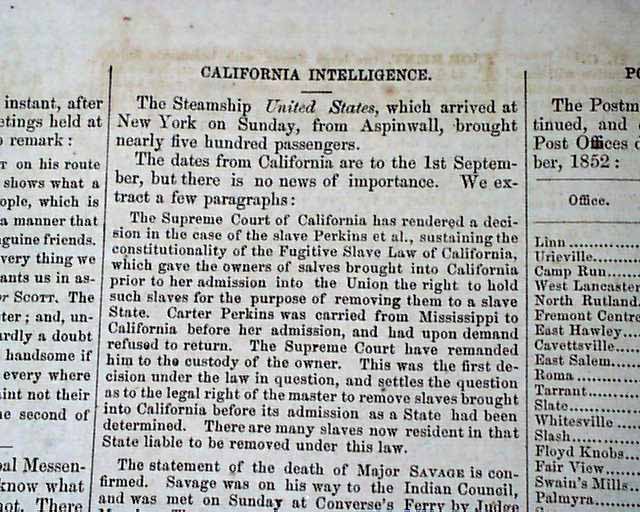 instant, after
etings held at
o remark:
T on his route
shows what a
ople, which is
a manner that
guine friends.
very thing we
ants us in as-
or SCOTT. The
ter; and, un-
ardly a doubt
handsome if
every where
aint not their
he second of
al Messen-
know what
not. There
CALIFORNIA INTELLIGENCE.
The Steamship United States, which arrived at
New York on Sunday, from Aspinwall, brought
nearly five hundred passengers.
The dates from California are to the 1st Septem-
ber, but there is no news of importance. We ex-
tract a few paragraphs:
The Supreme Court of California has rendered a deci-
sion in the case of the slave Perkins et al., sustaining the
constitutionality of the Fugitive Slave Law of California,
which gave the owners of salves brought into California
prior to her admission into the Union the right to hold
such slaves for the purpose of removing them to a slave
State. Carter Perkins was carried from Mississippi to
California before her admission, and had upon demand
refused to return. The Supreme Court have remanded
him to the custody of the owner. This was the first de-
cision under the law in question, and settles the question
as to the legal right of the master to remove slaves brought
into California before its admission as a State had been
determined. There are many slaves now resident in that
State liable to be removed under this law.
The statement of the death of Major SAVAGE is con-
firmed. Savage was on his way to the Indian Council,
and was met on Sunday at Converse's Ferry by Judge
PO
The Postm
tinued, and
Post Offices d
ber, 1852:
Office.
Linn
Urieville
Camp Run
West Lancaster
North Rutland
Fremont Centre
East Hawley
Cavettsville
East Salem
Roma
Tarrant
Slate
Whitesville
Slash
Floyd Knobs
Fair View
Swain's Mills
Palmyra